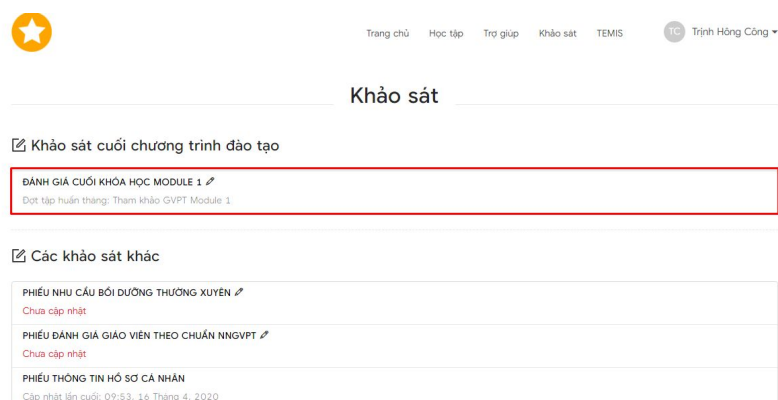 Trang chủ Học tập Trợ giúp Khảo sát TEMIS TC Trịnh Hồng Công
Khảo sát
Khảo sát cuối chương trình đào tạo
ĐÁNH GIÁ CUỐI KHÓA HỌC MODULE 1
Đợt tập huấn tháng: Tham khảo GVPT Module 1
Các khảo sát khác
PHIẾU NHU CẦU BỒI DƯỠNG THƯỜNG XUYÊN
Chưa cập nhật
PHIẾU ĐÁNH GIÁ GIÁO VIÊN THEO CHUẨN NNGVPT
Chưa cập nhật
PHIẾU THÔNG TIN HỒ SƠ CÁ NHÂN
Cập nhật lần cuối: 09:53, 16 Tháng 4, 2020